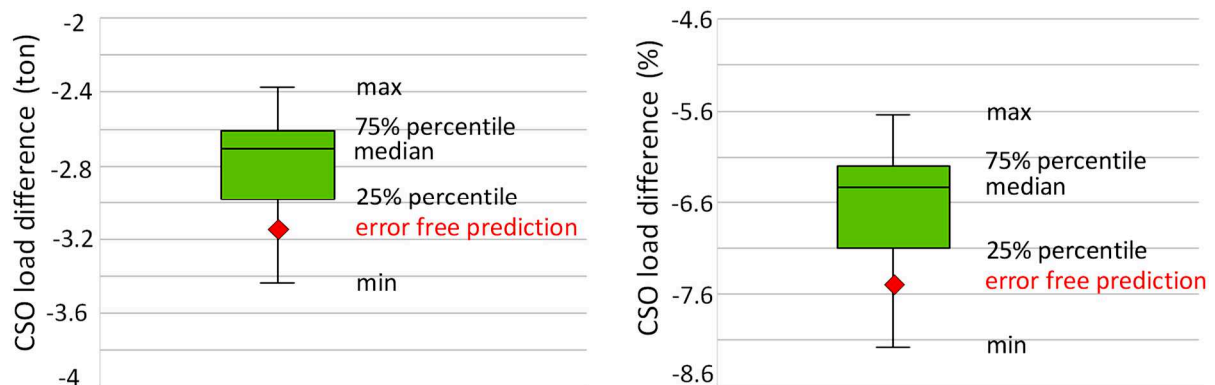 CSO load difference (ton)
-2
-2.4
-2.8
-3.2
-3.6
-4
max
75% percentile
median
25% percentile
error free prediction
min
CSO load difference (%)
-4.6
-5.6
-6.6
-7.6
-8.6
max
75% percentile
median
25% percentile
error free prediction
min